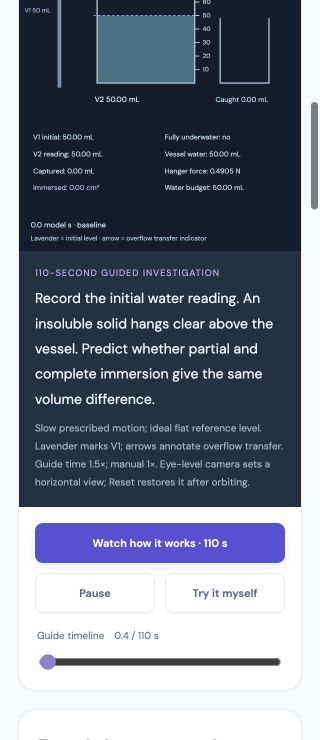 V1 50 mL
60
50
40
30
20
10
V2 50.00 mL
Caught 0.00 mL
V1 initial: 50.00 mL
Fully underwater: no
V2 reading: 50.00 mL
Vessel water: 50.00 mL
Captured: 0.00 mL
Hanger force: 0.4905 N
Immersed: 0.00 cm³
Water budget: 50.00 mL
0.0 model s · baseline
Lavender = initial level · arrow = overflow transfer indicator
110-SECOND GUIDED INVESTIGATION
Record the initial water reading. An
insoluble solid hangs clear above the
vessel. Predict whether partial and
complete immersion give the same
volume difference.
Slow prescribed motion; ideal flat reference level.
Lavender marks V1; arrows annotate overflow transfer.
Guide time 1.5×; manual 1×. Eye-level camera sets a
horizontal view; Reset restores it after orbiting.
Watch how it works · 110 s
Pause
Try it myself
Guide timeline 0.4 / 110 s